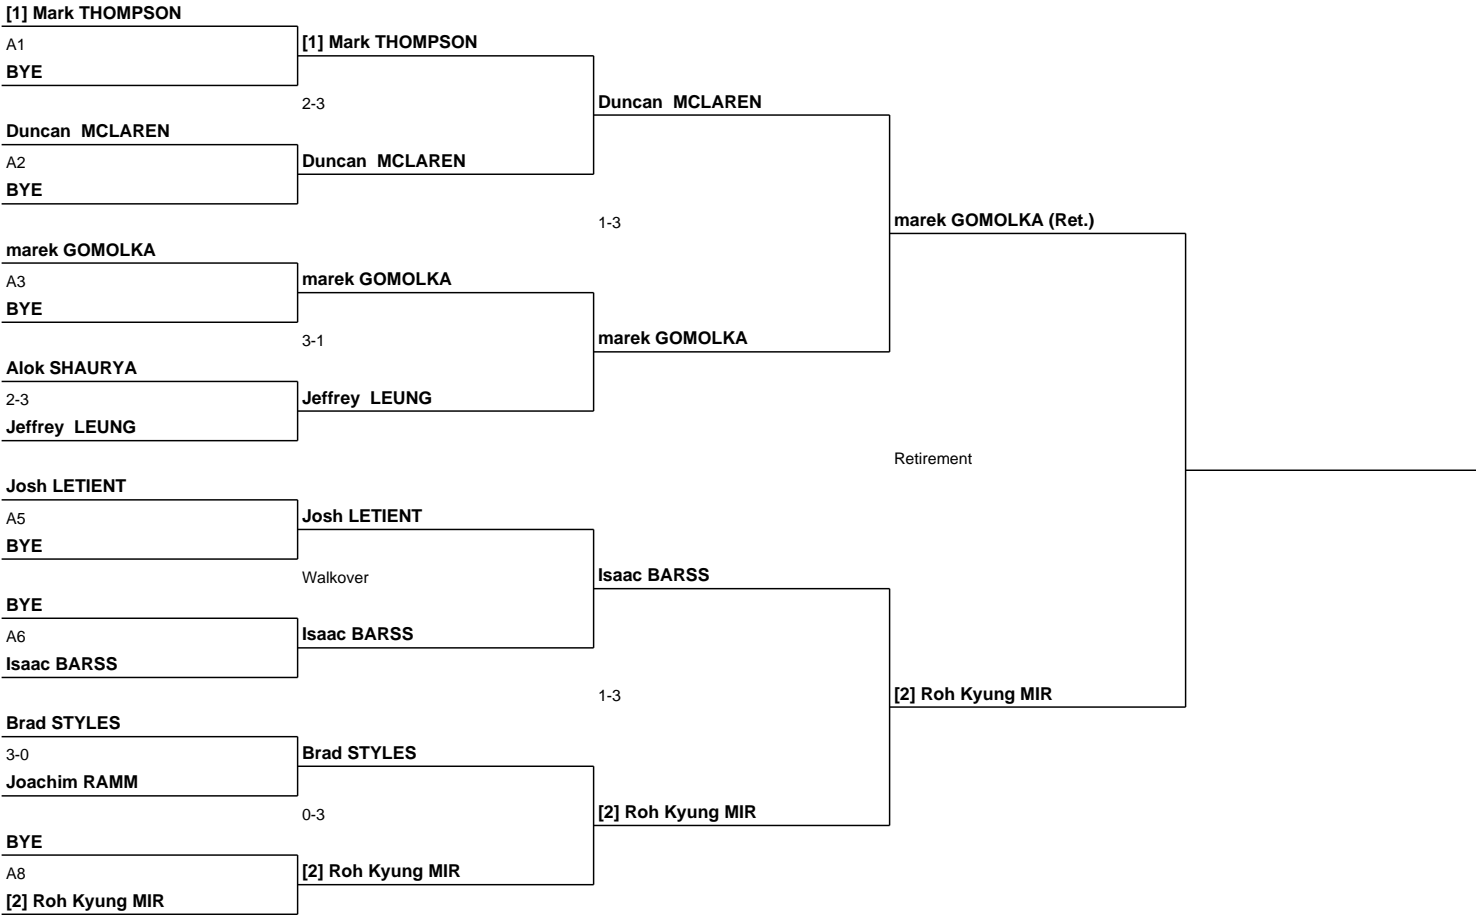 [1] Mark THOMPSON
A1
BYE
Duncan  MCLAREN
A2
BYE
marek GOMOLKA
A3
BYE
Alok SHAURYA
2-3
Jeffrey  LEUNG
Josh LETIENT
A5
BYE
BYE
A6
Isaac BARSS
Brad STYLES
3-0
Joachim RAMM
BYE
A8
[2] Roh Kyung MIR
[1] Mark THOMPSON
2-3
Duncan  MCLAREN
marek GOMOLKA
3-1
Jeffrey  LEUNG
Josh LETIENT
Walkover
Isaac BARSS
Brad STYLES
0-3
[2] Roh Kyung MIR
Duncan  MCLAREN
1-3
marek GOMOLKA
Isaac BARSS
1-3
[2] Roh Kyung MIR
marek GOMOLKA (Ret.)
Retirement
[2] Roh Kyung MIR